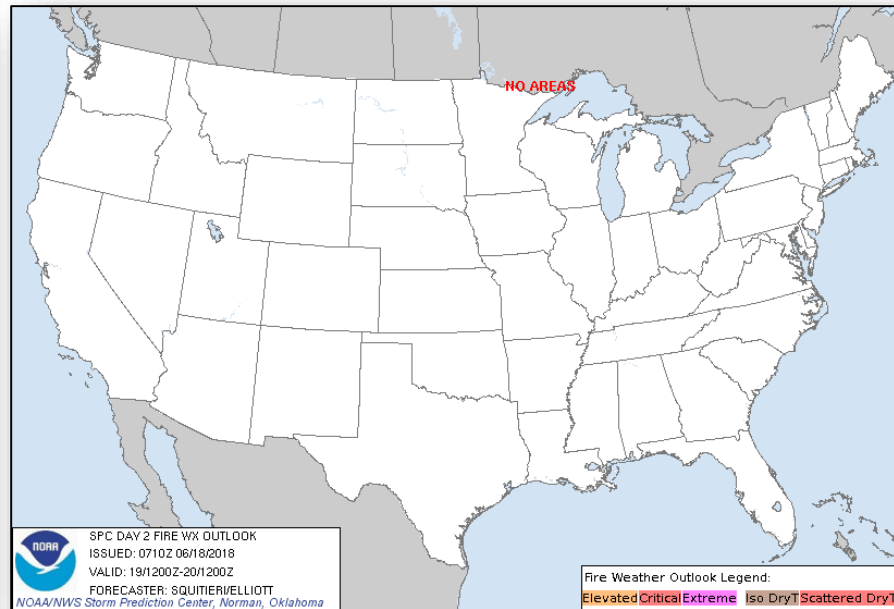 NO AREAS
NOAA
SPC DAY 2 FIRE WX OUTLOOK
ISSUED: 0710Z 06/18/2018
VALID: 19/1200Z-20/1200Z
FORECASTER: SQUITIERI/ELLIOTT
NOAA/NWS Storm Prediction Center, Norman, Oklahoma
Fire Weather Outlook Legend:
Elevated Critical Extreme Iso DryT Scattered DryT